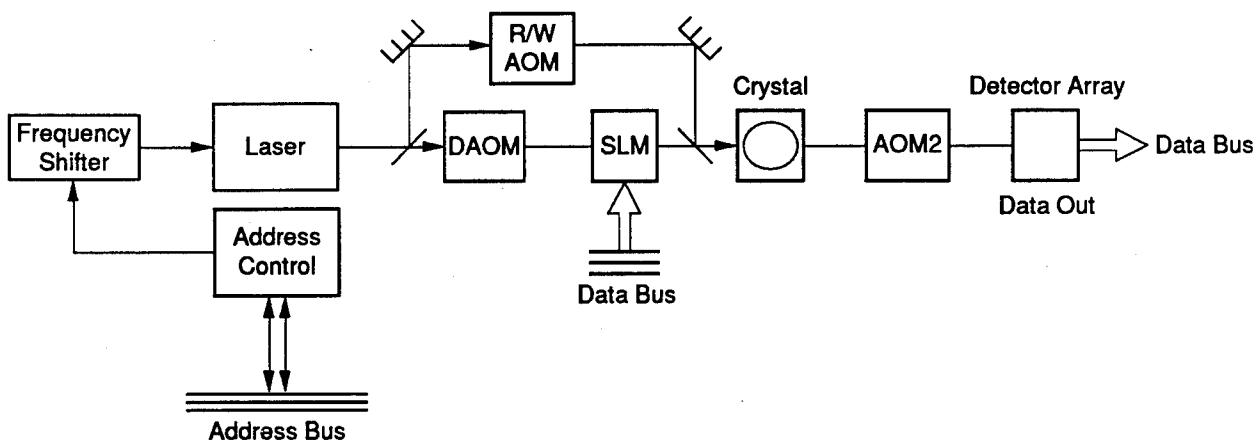 R/W
AOM
Crystal
Detector Array
Frequency
Shifter
Laser
DAOM
SLM
AOM2
Data Bus
Data Out
Address
Control
Data Bus
Address Bus